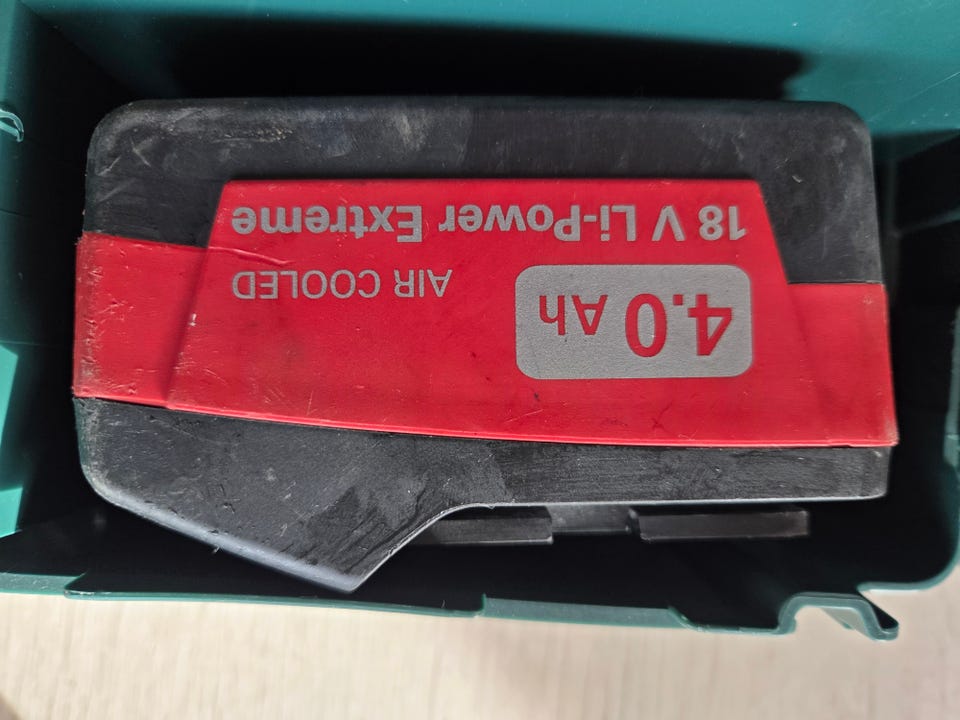 18 V Li-Power Extreme
AIR COOLED
4.0 Ah